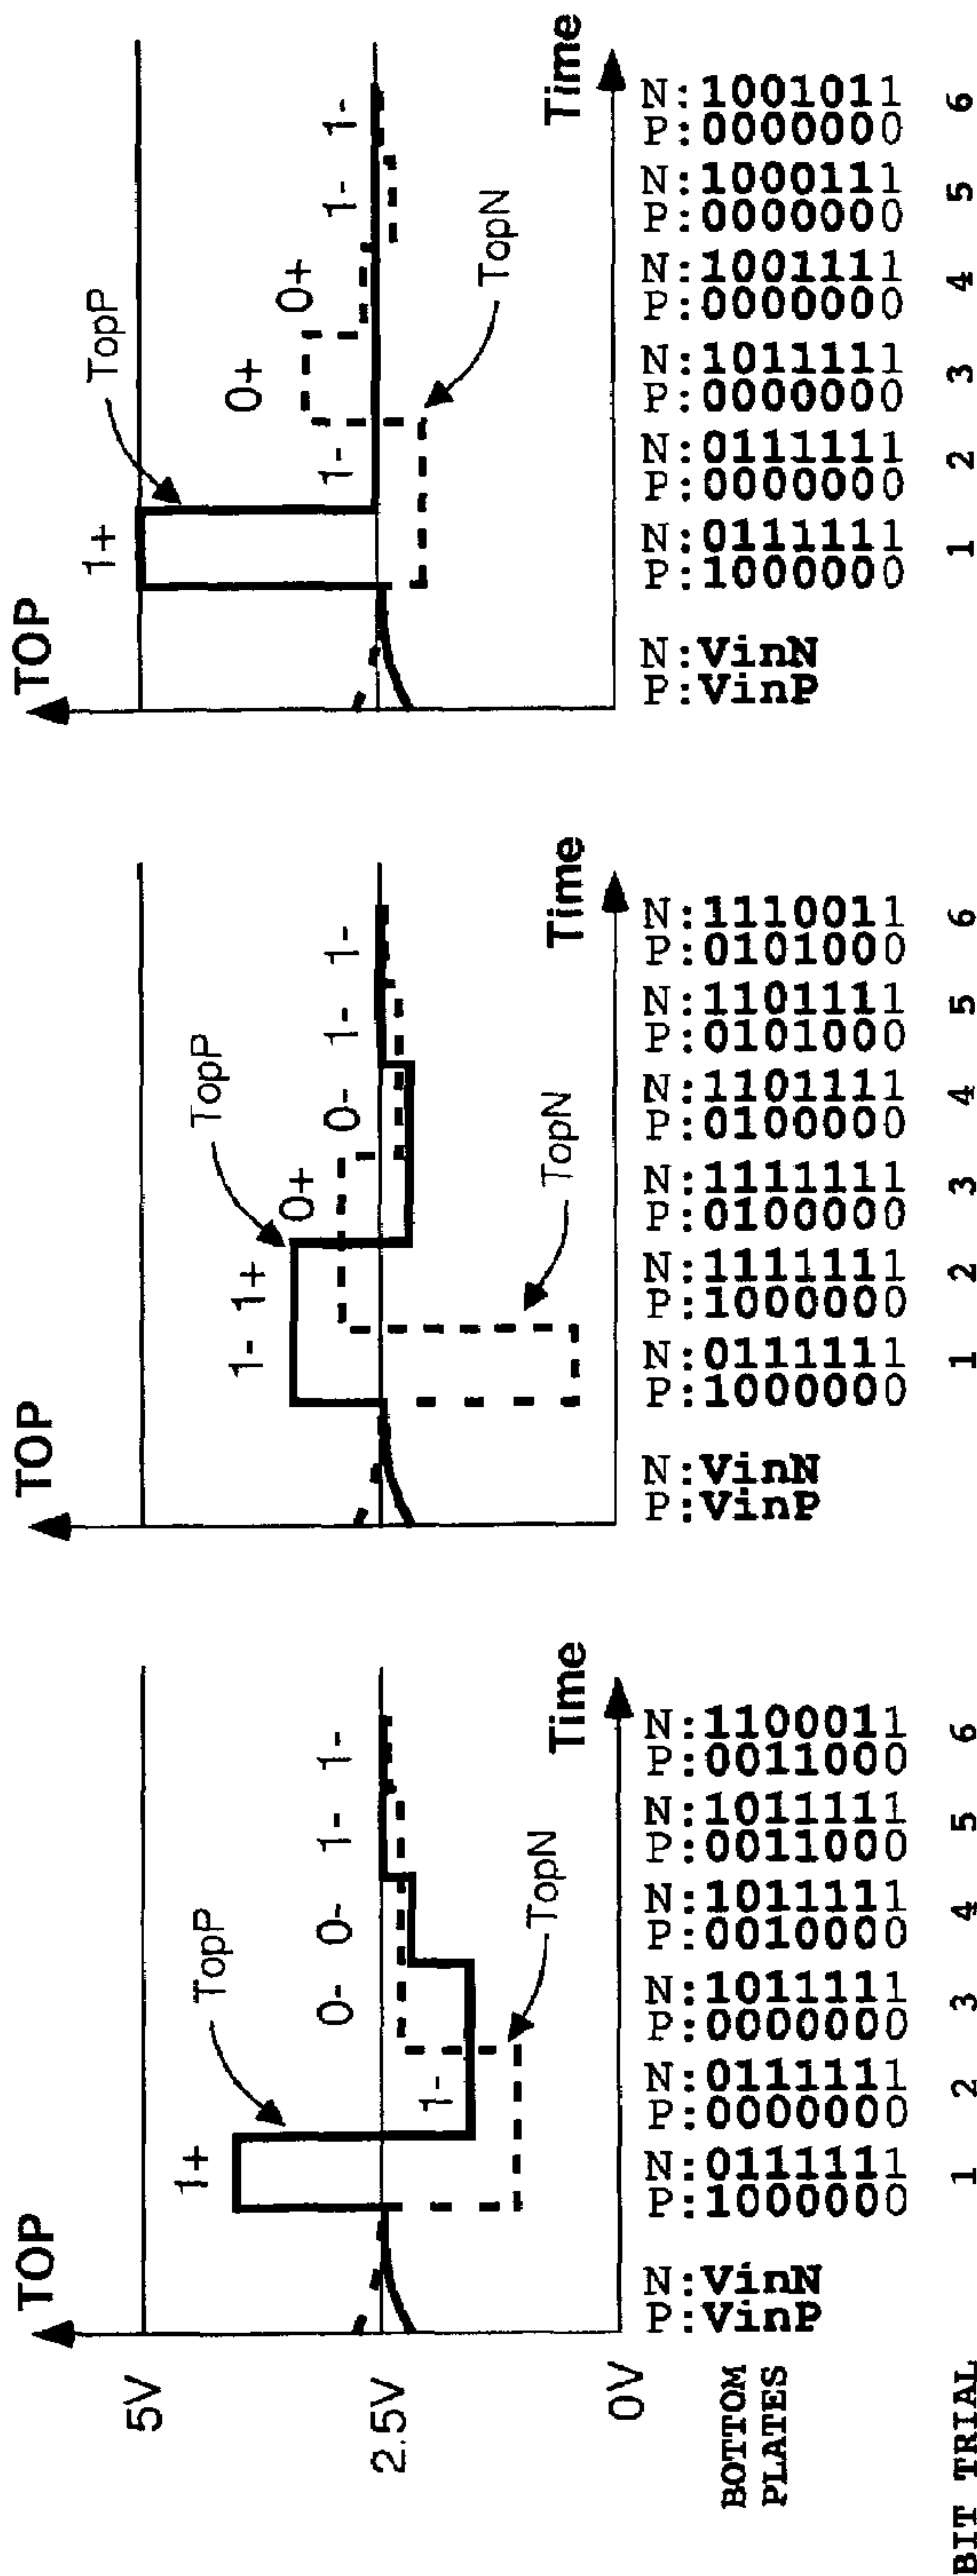 TOP
5V
2.5V
0V
1+
TopP
1-
0- 0- 1- 1-
TopN
Time
BOTTOM
PLATES
N:VinN
P:VinP
N:0111111
P:1000000
N:0111111
P:0000000
N:1011111
P:0000000
N:1011111
P:0010000
N:1011111
P:0011000
N:1100011
P:0011000
BIT TRIAL 1 2 3 4 5 6
TOP
1- 1+
TopP
0+
0- 1- 1-
TopN
Time
N:VinN
P:VinP
N:0111111
P:1000000
N:1111111
P:1000000
N:1111111
P:0100000
N:1101111
P:0100000
N:1101111
P:0101000
N:1110011
P:0101000
1 2 3 4 5 6
TOP
1+
TopP
1-
0+
0+
1- 1-
TopN
Time
N:VinN
P:VinP
N:0111111
P:1000000
N:0111111
P:0000000
N:1011111
P:0000000
N:1001111
P:0000000
N:1000111
P:0000000
N:1001011
P:0000000
1 2 3 4 5 6